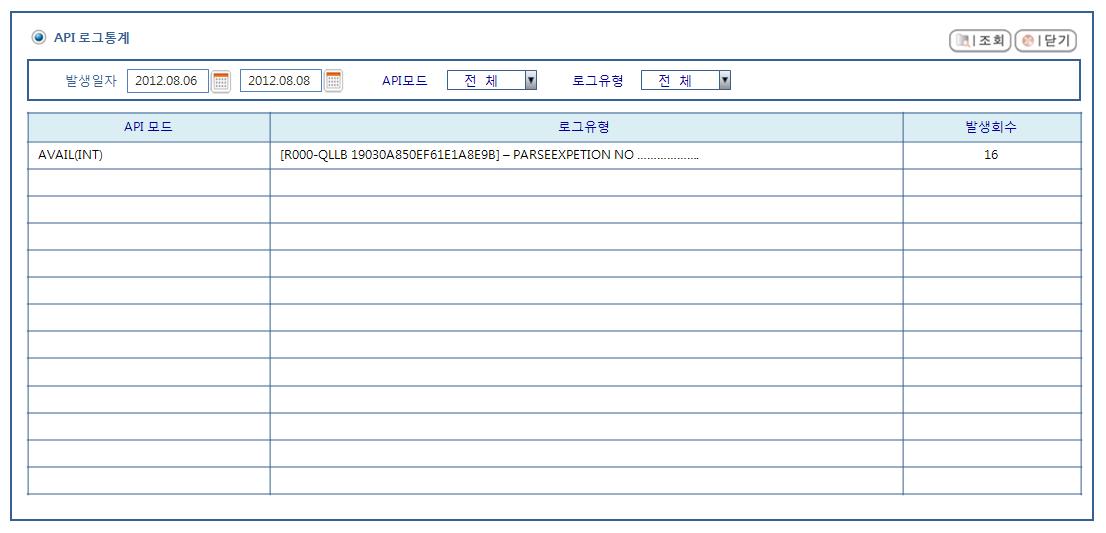 API 로그통계
조회 닫기
발생일자 2012.08.06 2012.08.08 API모드 전 체 로그유형 전 체
API 모드 로그유형 발생회수
AVAIL(INT) [R000-QLLB 19030A850EF61E1A8E9B] – PARSEEXPETION NO ……………… 16